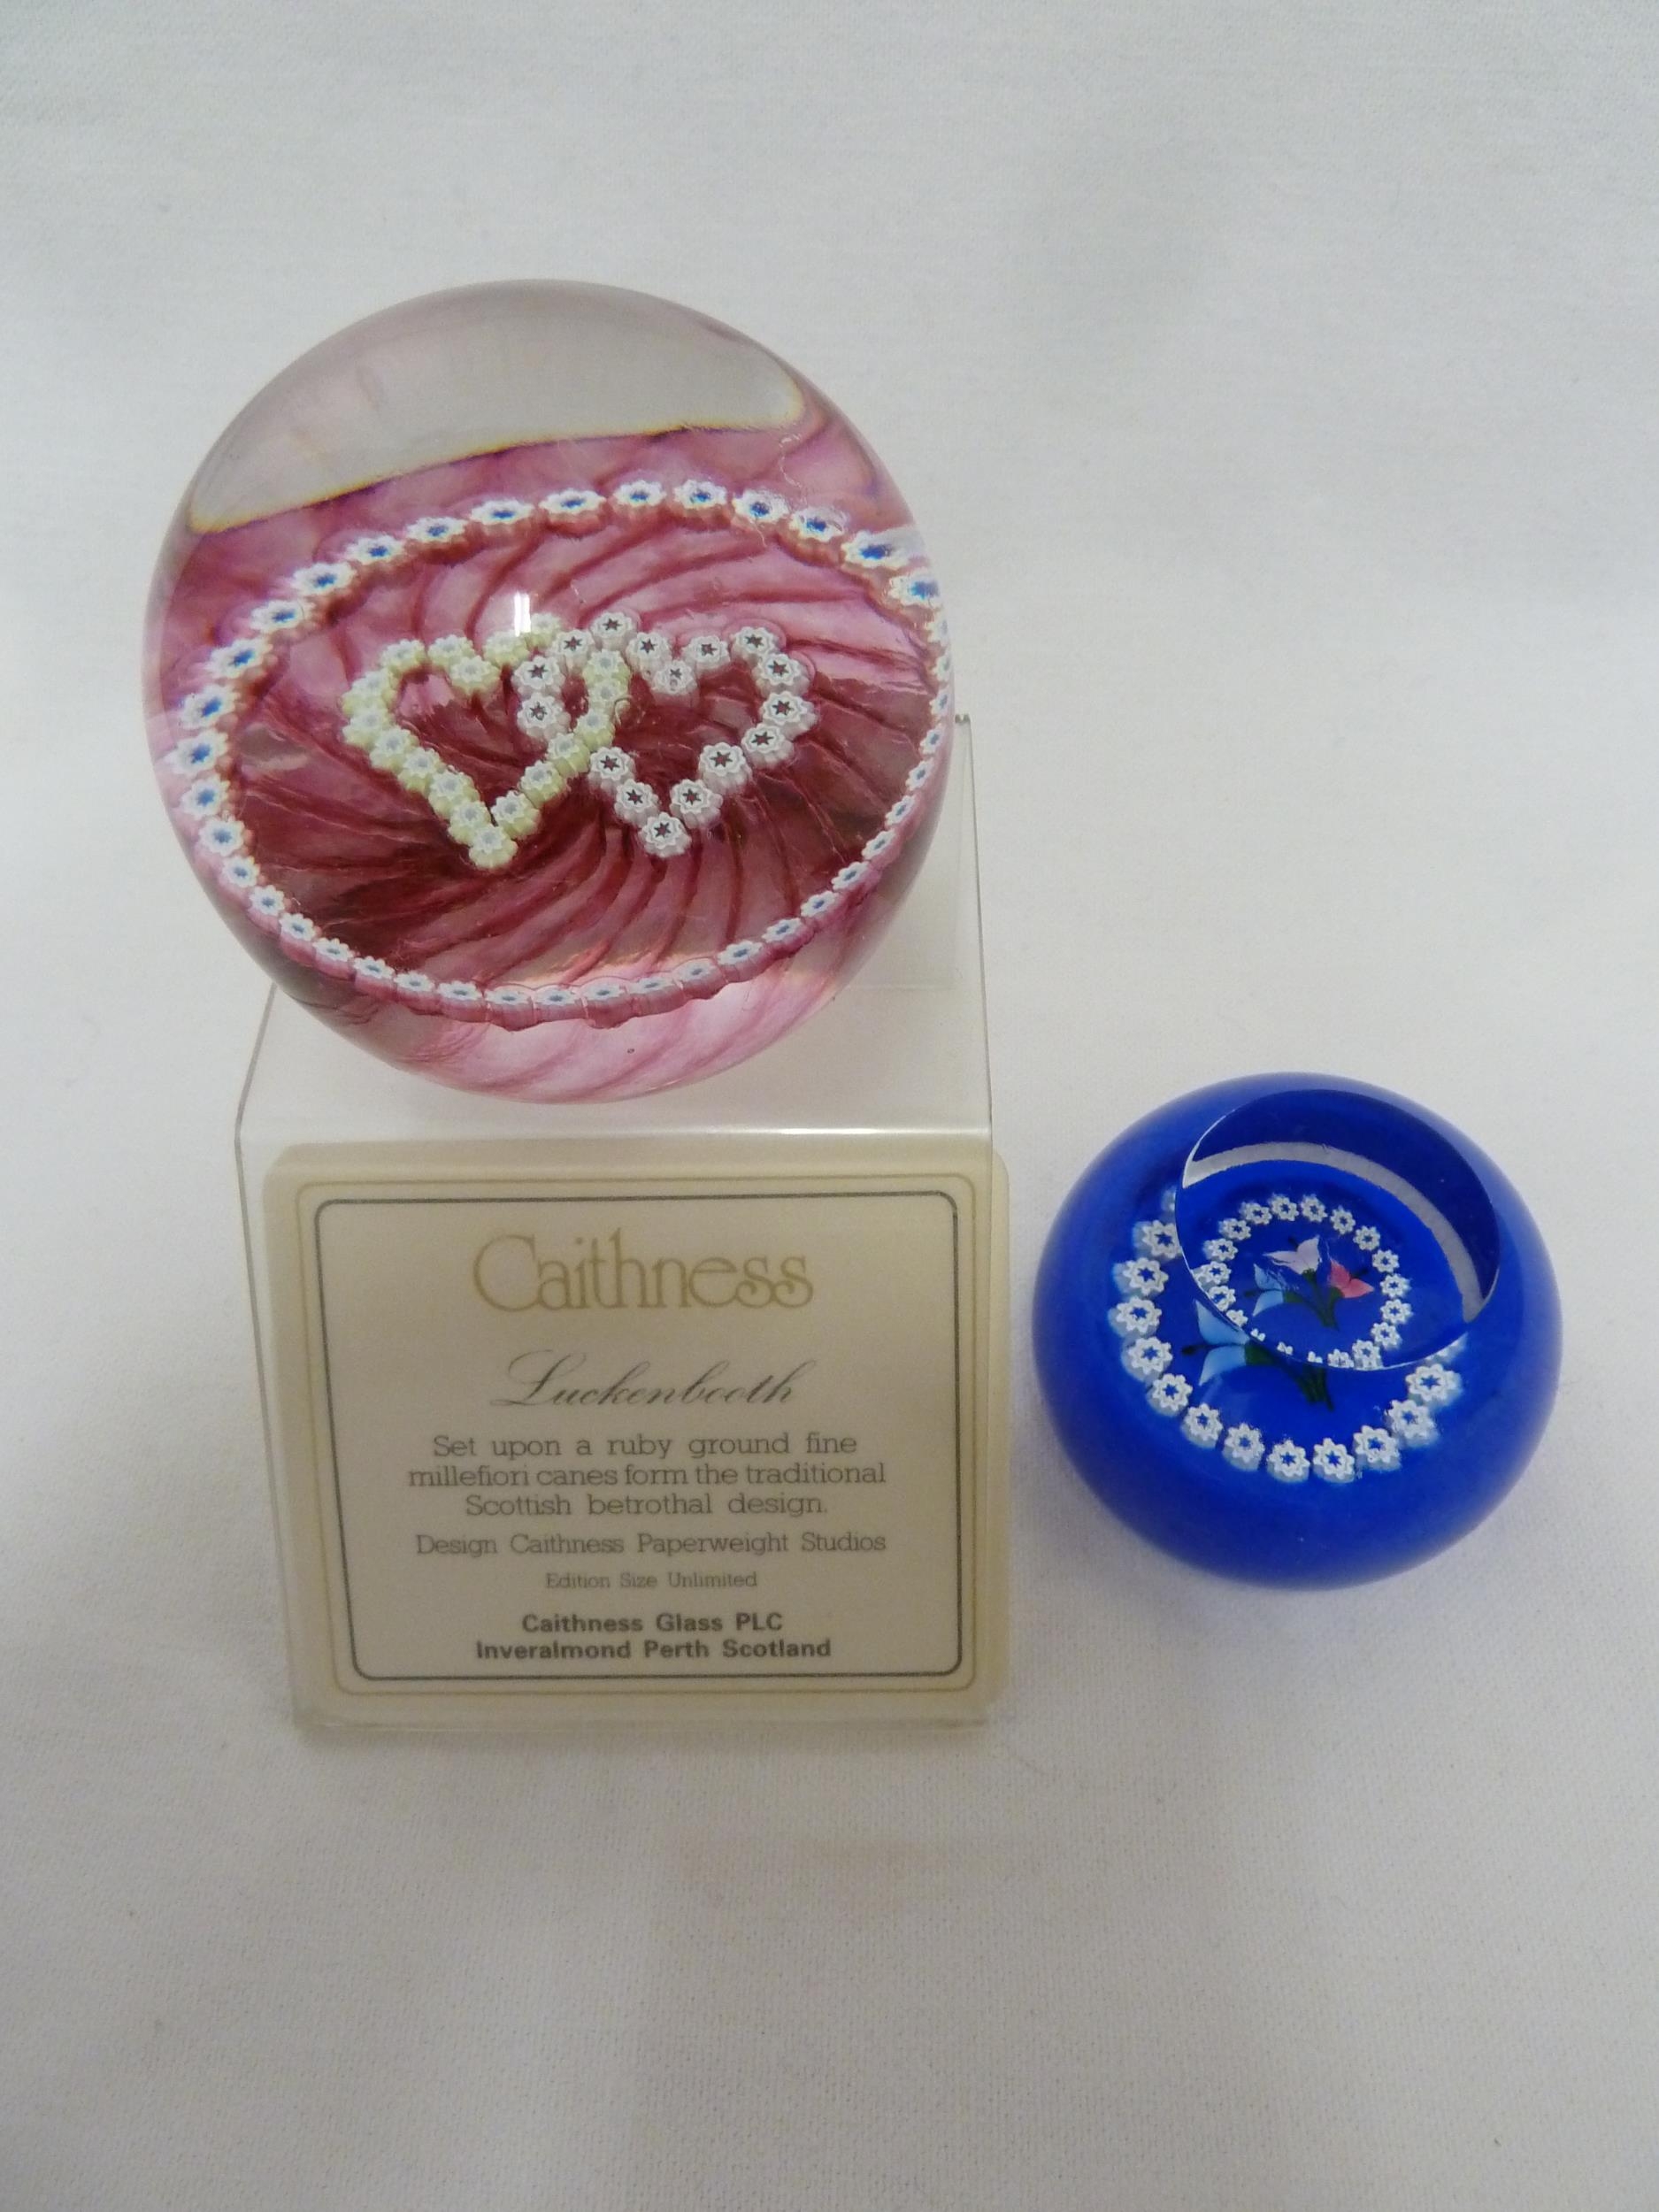 Caithness
Luckenbooth
Set upon a ruby ground fine
millefiori canes form the traditional
Scottish betrothal design.
Design Caithness Paperweight Studios
Edition Size Unlimited
Caithness Glass PLC
Inveralmond Perth Scotland